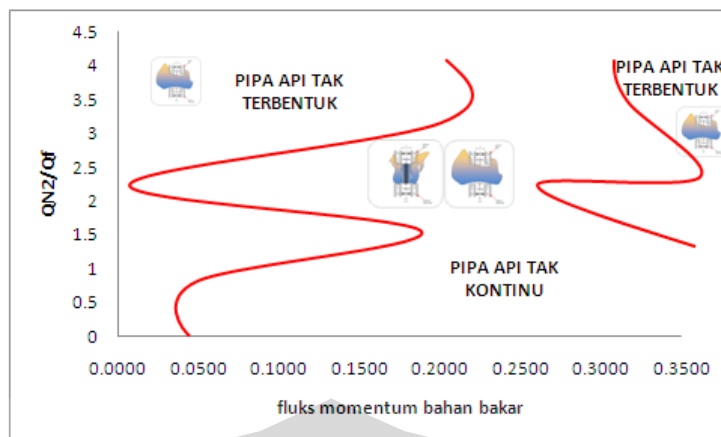 4.5
4
3.5
3
2.5
2
1.5
1
0.5
0
QN2/Qf
PIPA API TAK
TERBENTUK
PIPA API TAK
TERBENTUK
PIPA API TAK
KONTINU
0.0000 0.0500 0.1000 0.1500 0.2000 0.2500 0.3000 0.3500
fluks momentum bahan bakar